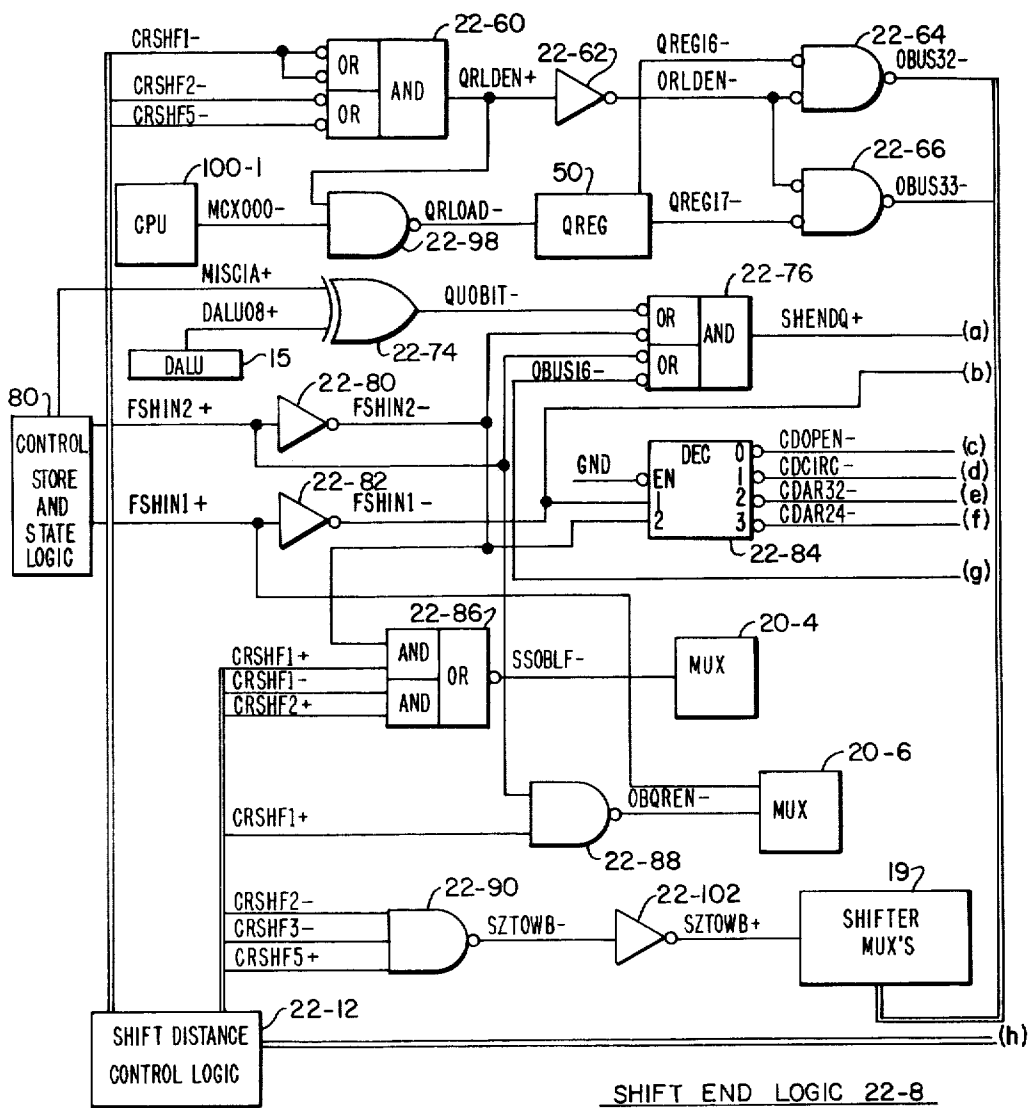 22-60
CRSHF1-
OR
AND
OR
CRSHF2-
CRSHF5-
QRLDEN+
22-62
QREG16-
ORLDEN-
22-64
OBUS32-
100-1
CPU
MCX000-
22-98
QRLOAD-
50
QREG
QREG17-
22-66
OBUS33-
MISC1A+
DALU08+
DALU
15
22-74
QUOBIT-
22-76
OR
AND
OR
OBUS16-
SHENDQ+
(a)
80
CONTROL
STORE
AND
STATE
LOGIC
FSHIN2+
22-80
FSHIN2-
(b)
FSHIN1+
22-82
FSHIN1-
GND
DEC
EN
1
2
0
1
2
3
22-84
CDOPEN-
(c)
CDCIRC-
(d)
CDAR32-
(e)
CDAR24-
(f)
(g)
22-86
CRSHF1+
CRSHF1-
CRSHF2+
AND
OR
AND
SSOBLF-
20-4
MUX
CRSHF1+
22-88
OBQREN-
20-6
MUX
22-90
CRSHF2-
CRSHF3-
CRSHF5+
SZTOWB-
22-102
SZTOWB+
19
SHIFTER
MUX'S
22-12
SHIFT DISTANCE
CONTROL LOGIC
(h)
SHIFT END LOGIC 22-8